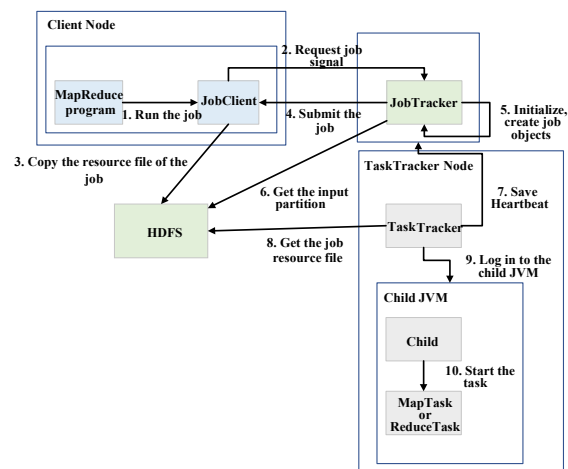 Client Node
2. Request job
signal
MapReduce
program
JobClient
JobTracker
1. Run the job
4. Submit the
job
5. Initialize,
create job
objects
3. Copy the resource file of the
job
TaskTracker Node
6. Get the input
partition
7. Save
Heartbeat
HDFS
TaskTracker
8. Get the job
resource file
9. Log in to the
child JVM
Child JVM
Child
10. Start the
task
MapTask
or
ReduceTask